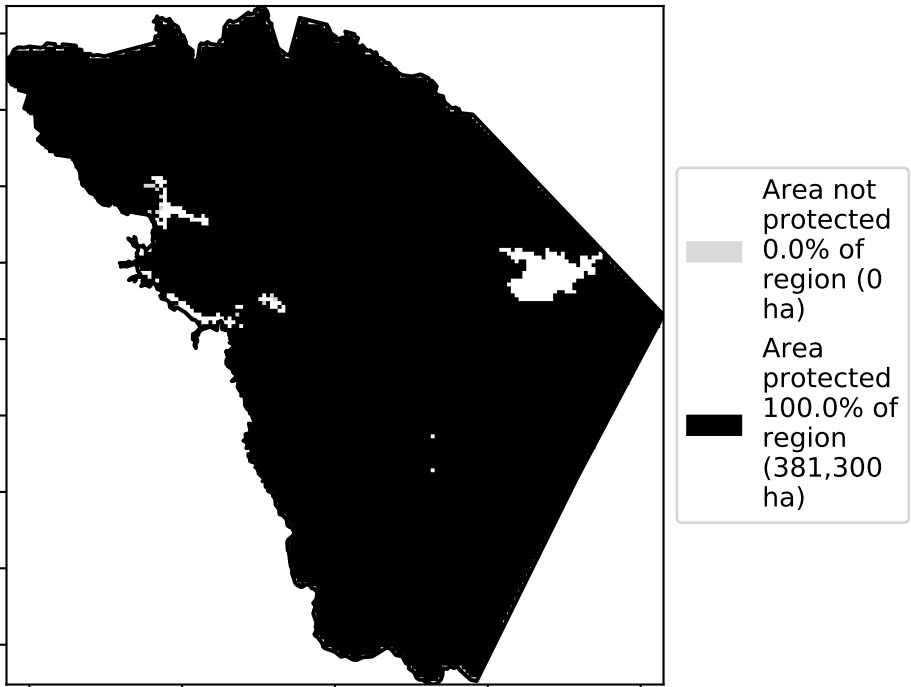 Area not
protected
0.0% of
region (0
ha)
Area
protected
100.0% of
region
(381,300
ha)